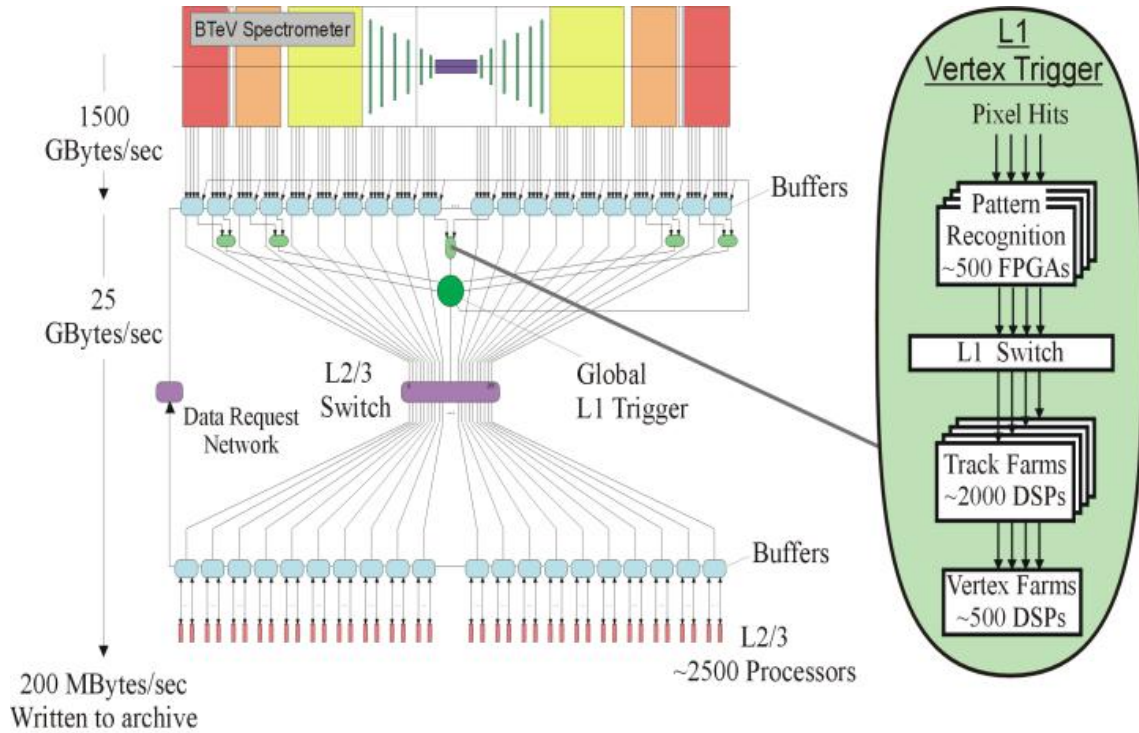 BTeV Spectrometer
1500
GBytes/sec
Buffers
25
GBytes/sec
L2/3
Switch
Global
L1 Trigger
Data Request
Network
Buffers
L2/3
~2500 Processors
200 MBytes/sec
Written to archive
L1
Vertex Trigger
Pixel Hits
Pattern
Recognition
~500 FPGAs
L1 Switch
Track Farms
~2000 DSPs
Vertex Farms
~500 DSPs